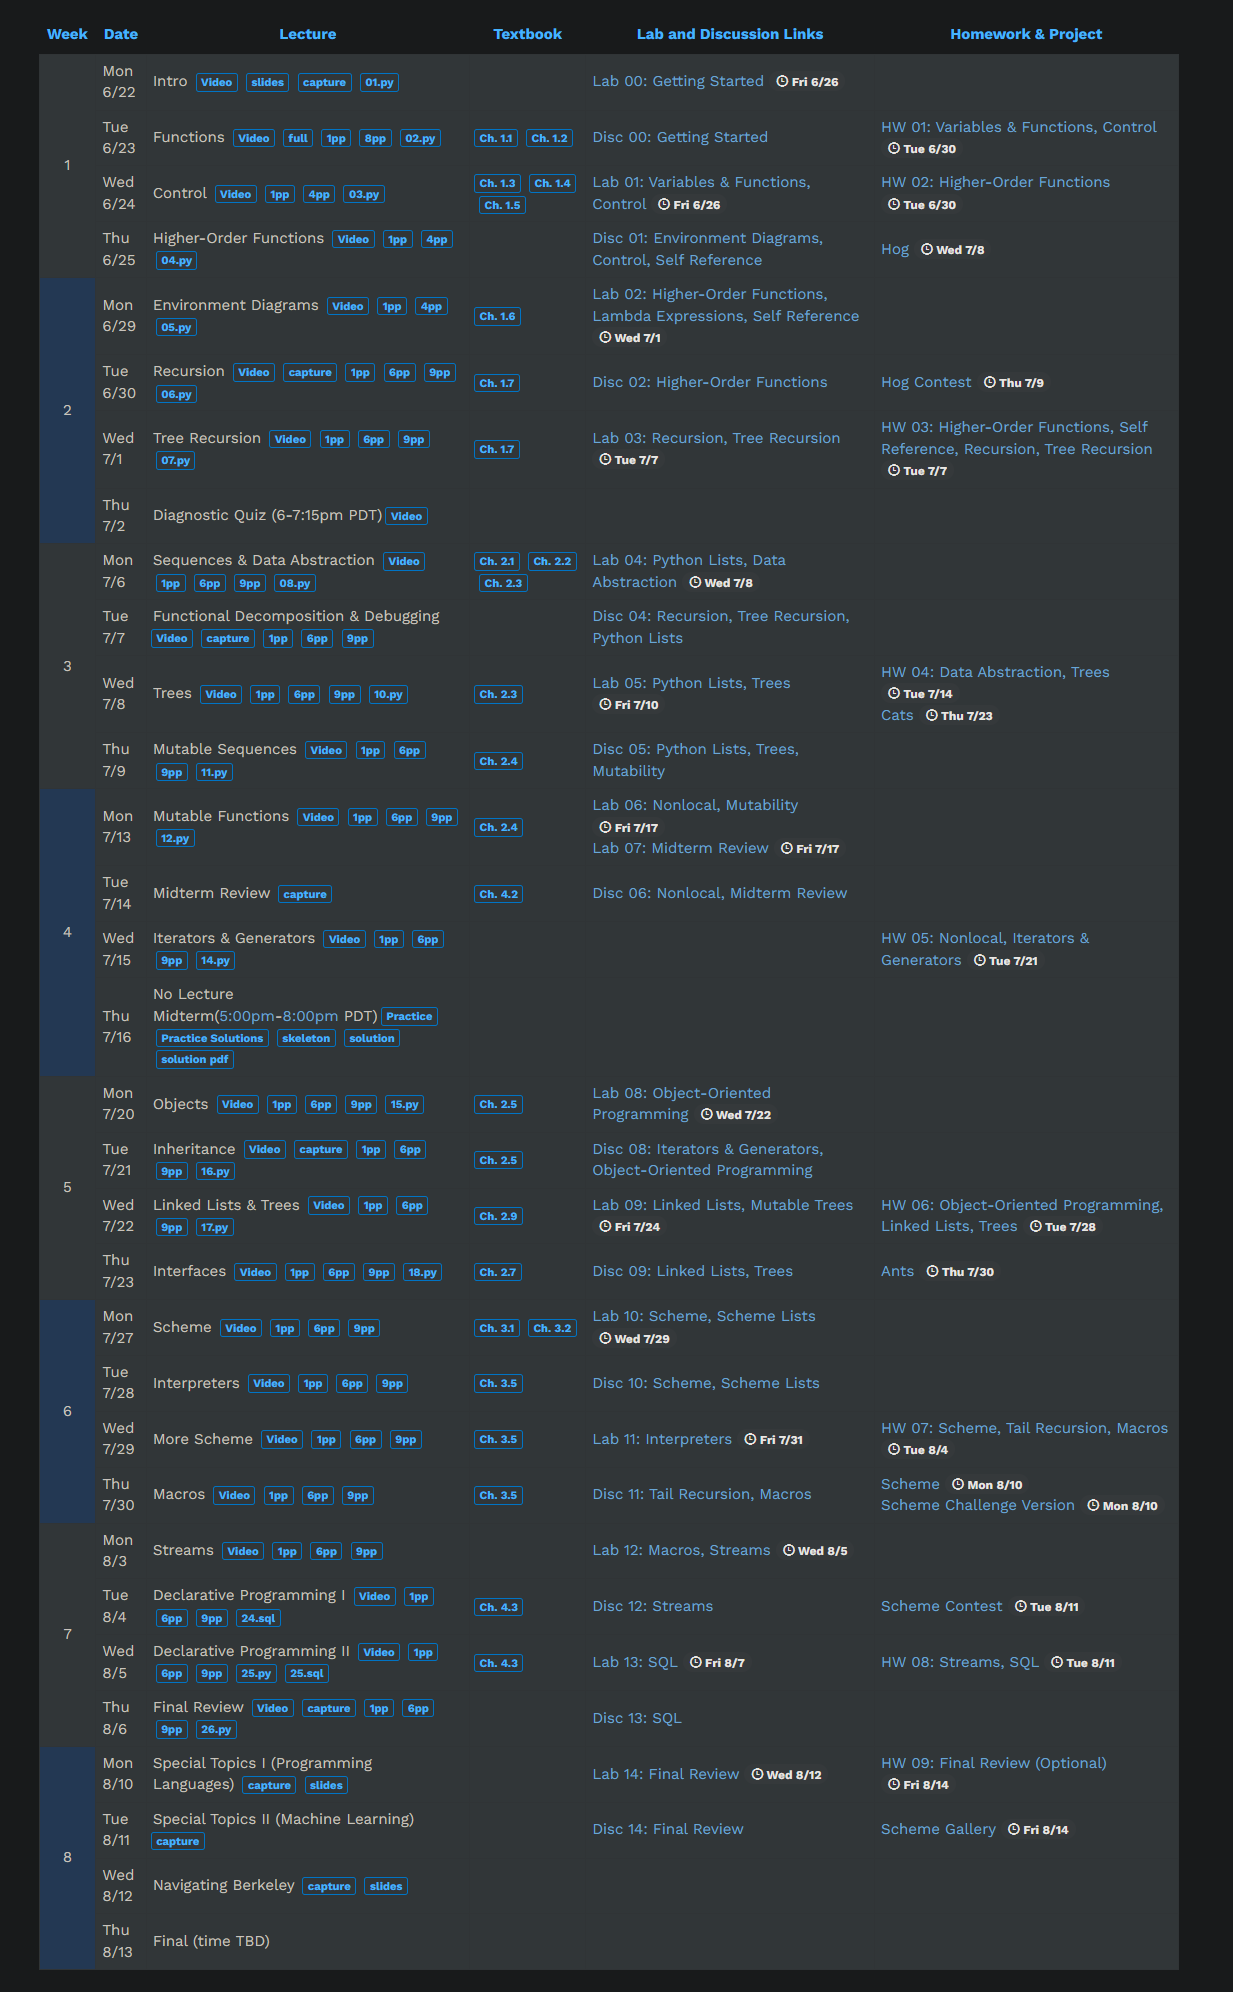 Week Date Lecture Textbook Lab and Discussion Links Homework & Project
1
Mon 6/22
Intro Video slides capture 01.py
Lab 00: Getting Started Fri 6/26
Tue 6/23
Functions Video full 1pp 8pp 02.py
Ch. 1.1 Ch. 1.2
Disc 00: Getting Started
HW 01: Variables & Functions, Control
Tue 6/30
Wed 6/24
Control Video 1pp 4pp 03.py
Ch. 1.3 Ch. 1.4
Ch. 1.5
Lab 01: Variables & Functions,
Control Fri 6/26
HW 02: Higher-Order Functions
Tue 6/30
Thu 6/25
Higher-Order Functions Video 1pp 4pp
04.py
Disc 01: Environment Diagrams,
Control, Self Reference
Hog Wed 7/8
2
Mon 6/29
Environment Diagrams Video 1pp 4pp
05.py
Ch. 1.6
Lab 02: Higher-Order Functions,
Lambda Expressions, Self Reference
Wed 7/1
Tue 6/30
Recursion Video capture 1pp 6pp 9pp
06.py
Ch. 1.7
Disc 02: Higher-Order Functions
Hog Contest Thu 7/9
Wed 7/1
Tree Recursion Video 1pp 6pp 9pp
07.py
Ch. 1.7
Lab 03: Recursion, Tree Recursion
Tue 7/7
HW 03: Higher-Order Functions, Self
Reference, Recursion, Tree Recursion
Tue 7/7
Thu 7/2
Diagnostic Quiz (6-7:15pm PDT) Video
3
Mon 7/6
Sequences & Data Abstraction Video
1pp 6pp 9pp 08.py
Ch. 2.1 Ch. 2.2
Ch. 2.3
Lab 04: Python Lists, Data
Abstraction Wed 7/8
Tue 7/7
Functional Decomposition & Debugging
Video capture 1pp 6pp 9pp
Disc 04: Recursion, Tree Recursion,
Python Lists
Wed 7/8
Trees Video 1pp 6pp 9pp 10.py
Ch. 2.3
Lab 05: Python Lists, Trees
Fri 7/10
HW 04: Data Abstraction, Trees
Tue 7/14
Cats Thu 7/23
Thu 7/9
Mutable Sequences Video 1pp 6pp
9pp 11.py
Ch. 2.4
Disc 05: Python Lists, Trees,
Mutability
4
Mon 7/13
Mutable Functions Video 1pp 6pp 9pp
12.py
Ch. 2.4
Lab 06: Nonlocal, Mutability
Fri 7/17
Lab 07: Midterm Review Fri 7/17
Tue 7/14
Midterm Review capture
Ch. 4.2
Disc 06: Nonlocal, Midterm Review
Wed 7/15
Iterators & Generators Video 1pp 6pp
9pp 14.py
HW 05: Nonlocal, Iterators &
Generators Tue 7/21
Thu 7/16
No Lecture
Midterm(5:00pm-8:00pm PDT) Practice
Practice Solutions skeleton solution
solution pdf
5
Mon 7/20
Objects Video 1pp 6pp 9pp 15.py
Ch. 2.5
Lab 08: Object-Oriented
Programming Wed 7/22
Tue 7/21
Inheritance Video capture 1pp 6pp
9pp 16.py
Ch. 2.5
Disc 08: Iterators & Generators,
Object-Oriented Programming
Wed 7/22
Linked Lists & Trees Video 1pp 6pp
9pp 17.py
Ch. 2.9
Lab 09: Linked Lists, Mutable Trees
Fri 7/24
HW 06: Object-Oriented Programming,
Linked Lists, Trees Tue 7/28
Thu 7/23
Interfaces Video 1pp 6pp 9pp 18.py
Ch. 2.7
Disc 09: Linked Lists, Trees
Ants Thu 7/30
6
Mon 7/27
Scheme Video 1pp 6pp 9pp
Ch. 3.1 Ch. 3.2
Lab 10: Scheme, Scheme Lists
Wed 7/29
Tue 7/28
Interpreters Video 1pp 6pp 9pp
Ch. 3.5
Disc 10: Scheme, Scheme Lists
Wed 7/29
More Scheme Video 1pp 6pp 9pp
Ch. 3.5
Lab 11: Interpreters Fri 7/31
HW 07: Scheme, Tail Recursion, Macros
Tue 8/4
Thu 7/30
Macros Video 1pp 6pp 9pp
Ch. 3.5
Disc 11: Tail Recursion, Macros
Scheme Mon 8/10
Scheme Challenge Version Mon 8/10
7
Mon 8/3
Streams Video 1pp 6pp 9pp
Lab 12: Macros, Streams Wed 8/5
Tue 8/4
Declarative Programming I Video 1pp
6pp 9pp 24.sql
Ch. 4.3
Disc 12: Streams
Scheme Contest Tue 8/11
Wed 8/5
Declarative Programming II Video 1pp
6pp 9pp 25.py 25.sql
Ch. 4.3
Lab 13: SQL Fri 8/7
HW 08: Streams, SQL Tue 8/11
Thu 8/6
Final Review Video capture 1pp 6pp
9pp 26.py
Disc 13: SQL
8
Mon 8/10
Special Topics I (Programming
Languages) capture slides
Lab 14: Final Review Wed 8/12
HW 09: Final Review (Optional)
Fri 8/14
Tue 8/11
Special Topics II (Machine Learning)
capture
Disc 14: Final Review
Scheme Gallery Fri 8/14
Wed 8/12
Navigating Berkeley capture slides
Thu 8/13
Final (time TBD)